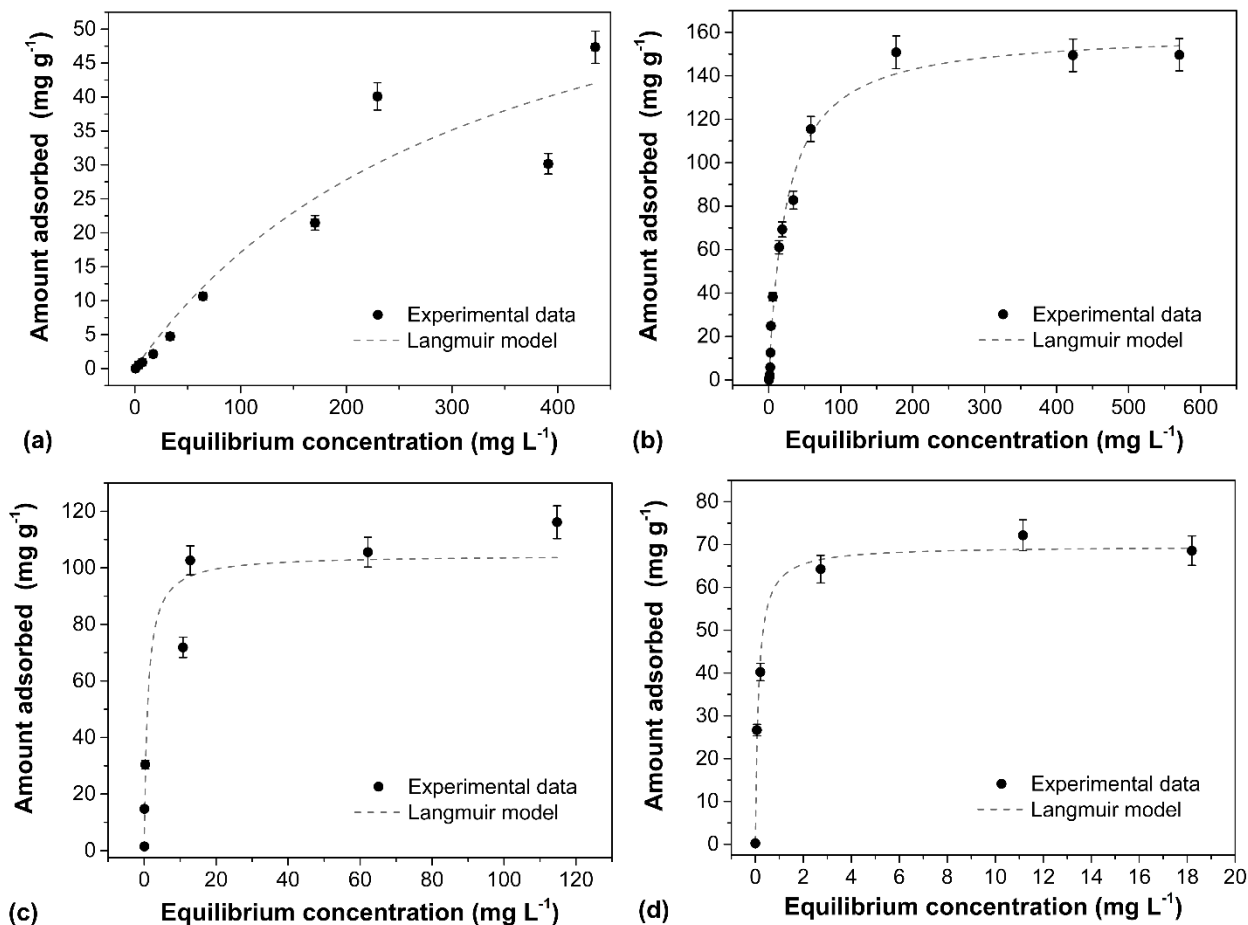 Amount adsorbed (mg g-1)
50
45
40
35
30
25
20
15
10
5
0
Experimental data
Langmuir model
0 100 200 300 400
(a) Equilibrium concentration (mg L-1)
Amount adsorbed (mg g-1)
160
140
120
100
80
60
40
20
0
Experimental data
Langmuir model
0 100 200 300 400 500 600
(b) Equilibrium concentration (mg L-1)
Amount adsorbed (mg g-1)
120
100
80
60
40
20
0
Experimental data
Langmuir model
0 20 40 60 80 100 120
(c) Equilibrium concentration (mg L-1)
Amount adsorbed (mg g-1)
80
70
60
50
40
30
20
10
0
Experimental data
Langmuir model
0 2 4 6 8 10 12 14 16 18 20
(d) Equilibrium concentration (mg L-1)